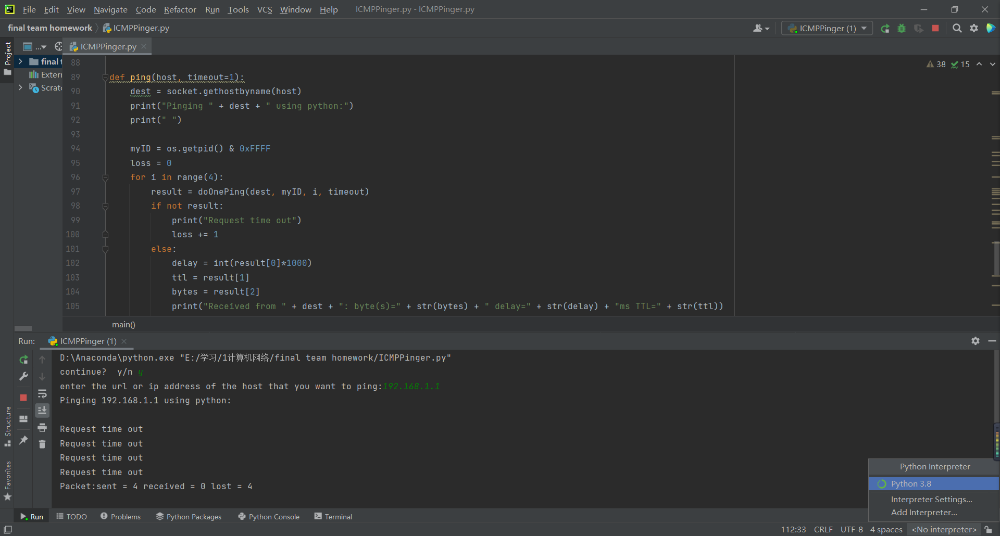 PC File Edit View Navigate Code Refactor Run Tools VCS Window Help ICMPPinger.py - ICMPPinger.py
final team homework ICMPPinger.py ICMPPinger (1)
Project
... ICMPPinger.py
final t
Extern
Scratc
38 15
88
89 def ping(host, timeout=1):
90 dest = socket.gethostbyname(host)
91 print("Pinging " + dest + " using python:")
92 print(" ")
93
94 myID = os.getpid() & 0xFFFF
95 loss = 0
96 for i in range(4):
97 result = doOnePing(dest, myID, i, timeout)
98 if not result:
99 print("Request time out")
100 loss += 1
101 else:
102 delay = int(result[0]*1000)
103 ttl = result[1]
104 bytes = result[2]
105 print("Received from " + dest + ": byte(s)=" + str(bytes) + " delay=" + str(delay) + "ms TTL=" + str(ttl))
main()
Run: ICMPPinger (1)
D:\Anaconda\python.exe "E:/学习/1计算机网络/final team homework/ICMPPinger.py"
continue?  y/n y
enter the url or ip address of the host that you want to ping:192.168.1.1
Pinging 192.168.1.1 using python:
Request time out
Request time out
Request time out
Request time out
Packet:sent = 4 received = 0 lost = 4
Structure
Favorites
Python Interpreter
Python 3.8
Interpreter Settings...
Add Interpreter...
Run TODO Problems Python Packages Python Console Terminal
112:33 CRLF UTF-8 4 spaces <No interpreter>